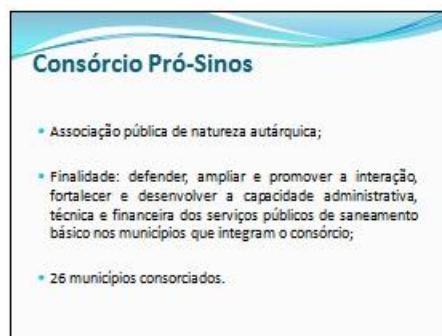 Consórcio Pró-Sinos
• Associação pública de natureza autárquica;
• Finalidade: defender, ampliar e promover a interação,
fortalecer e desenvolver a capacidade administrativa,
técnica e financeira dos serviços públicos de saneamento
básico nos municípios que integram o consórcio;
• 26 municípios consorciados.